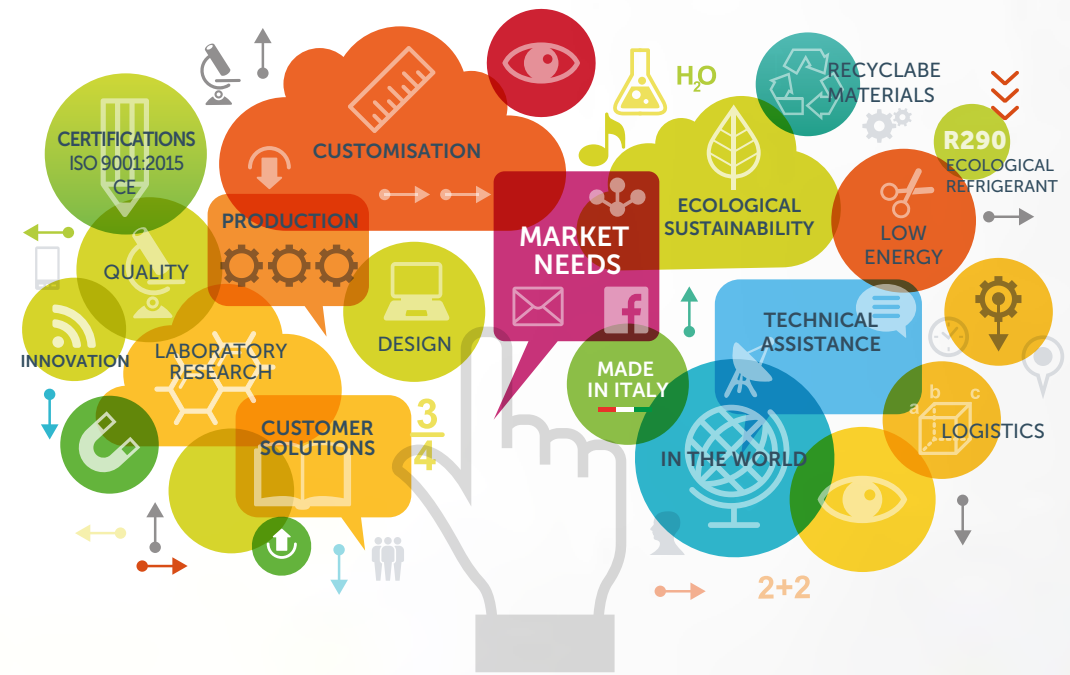 CERTIFICATIONS
ISO 9001:2015
CE
CUSTOMISATION
PRODUCTION
QUALITY
INNOVATION
LABORATORY
RESEARCH
DESIGN
CUSTOMER
SOLUTIONS
3
4
MARKET
NEEDS
H₂O
ECOLOGICAL
SUSTAINABILITY
RECYCLABE
MATERIALS
R290
ECOLOGICAL
REFRIGERANT
LOW
ENERGY
TECHNICAL
ASSISTANCE
MADE
IN ITALY
IN THE WORLD
a
b
c
LOGISTICS
2+2